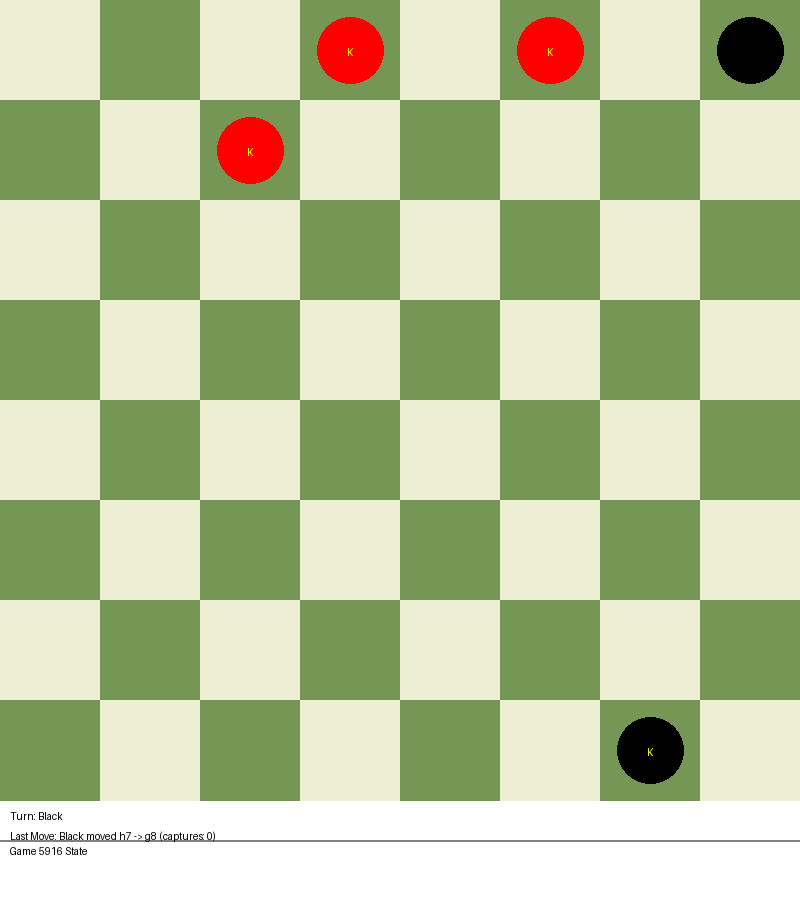 K K
K
K
Turn: Black
Last Move: Black moved h7 -> g8 (captures: 0)
Game 5916 State